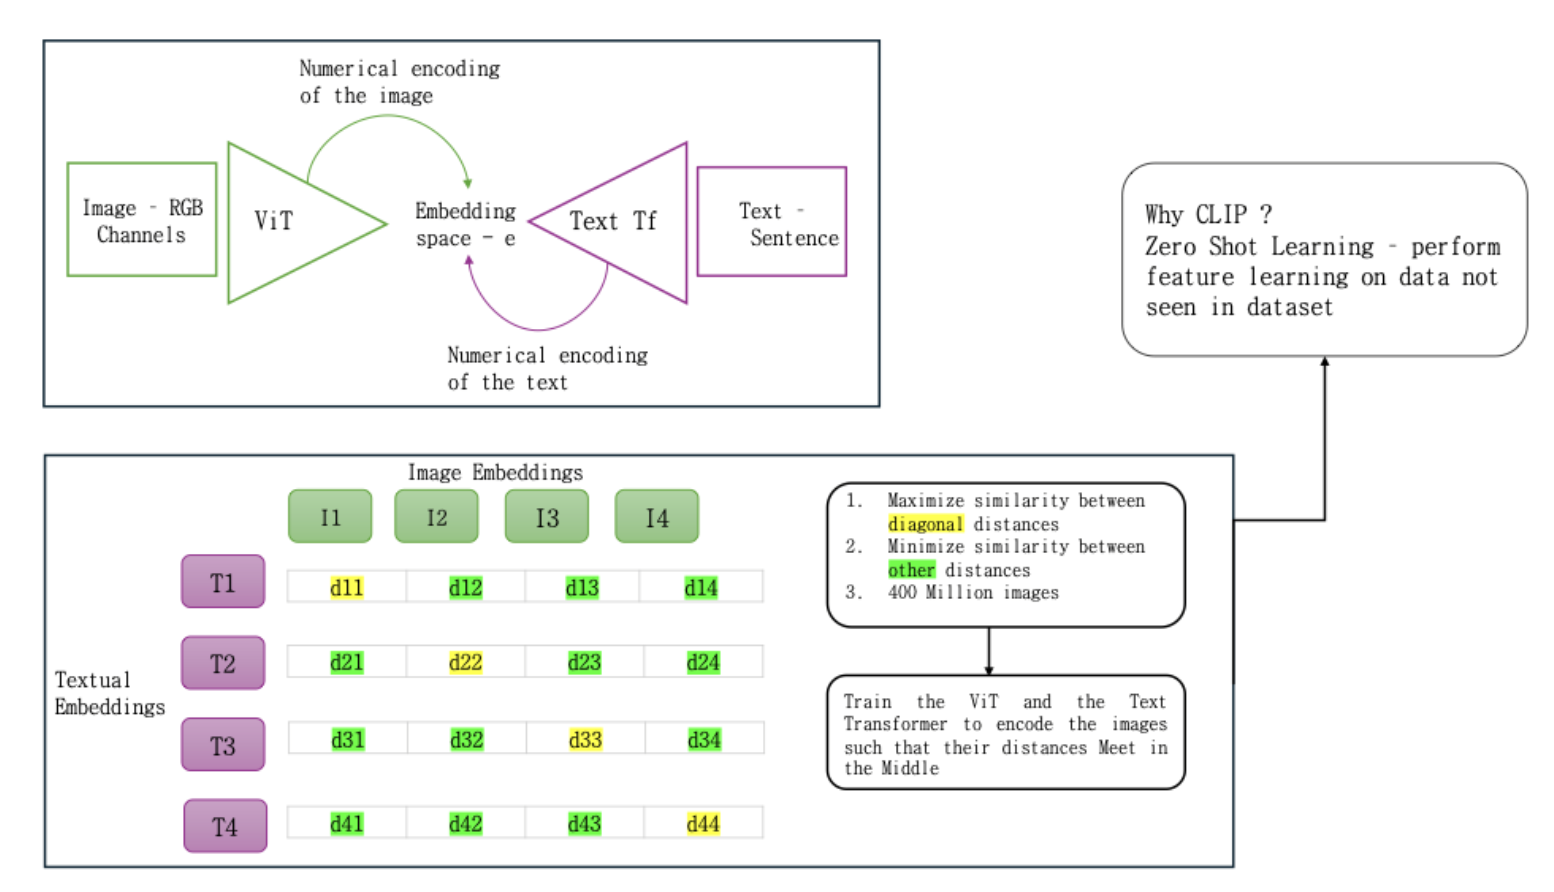 Numerical encoding
of the image
Image - RGB
Channels
ViT
Embedding
space - e
Text Tf
Text -
Sentence
Numerical encoding
of the text
Why CLIP ?
Zero Shot Learning - perform
feature learning on data not
seen in dataset
Image Embeddings
I1 I2 I3 I4
Textual
Embeddings
T1 d11 d12 d13 d14
T2 d21 d22 d23 d24
T3 d31 d32 d33 d34
T4 d41 d42 d43 d44
1. Maximize similarity between
diagonal distances
2. Minimize similarity between
other distances
3. 400 Million images
Train the ViT and the Text
Transformer to encode the images
such that their distances Meet in
the Middle